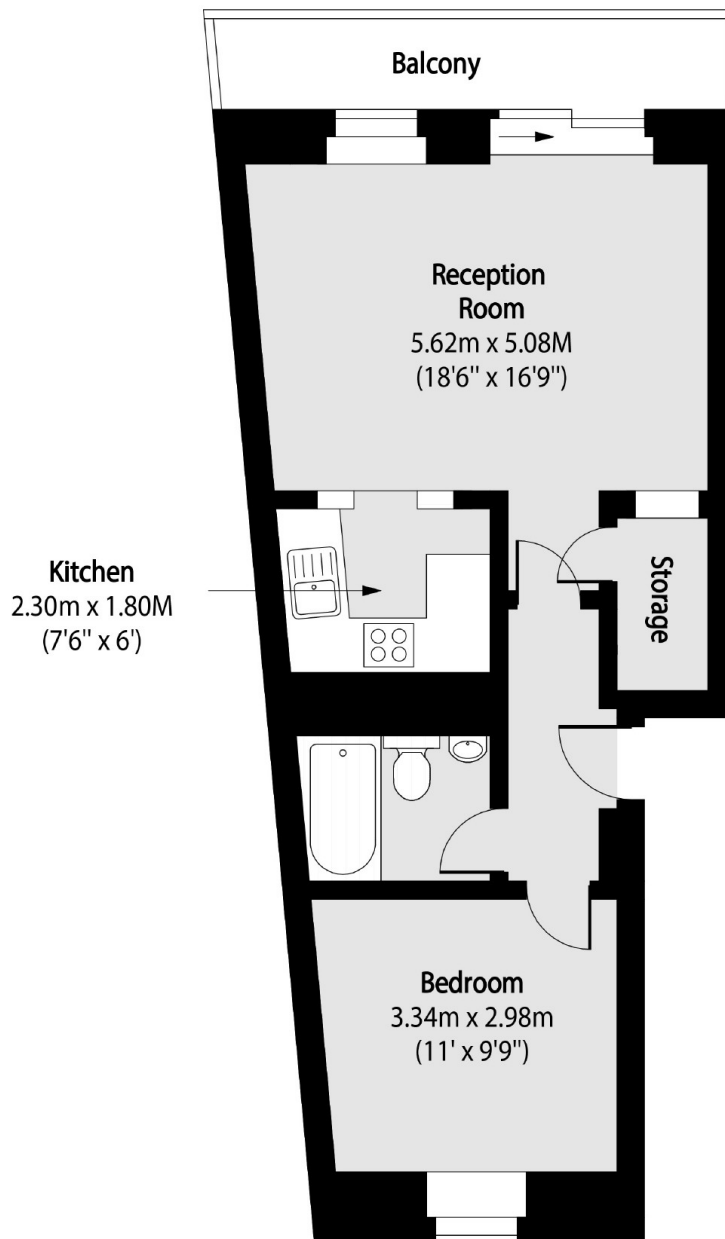 Balcony
Reception
Room
5.62m x 5.08M
(18'6" x 16'9")
Kitchen
2.30m x 1.80M
(7'6" x 6')
Storage
Bedroom
3.34m x 2.98m
(11' x 9'9")